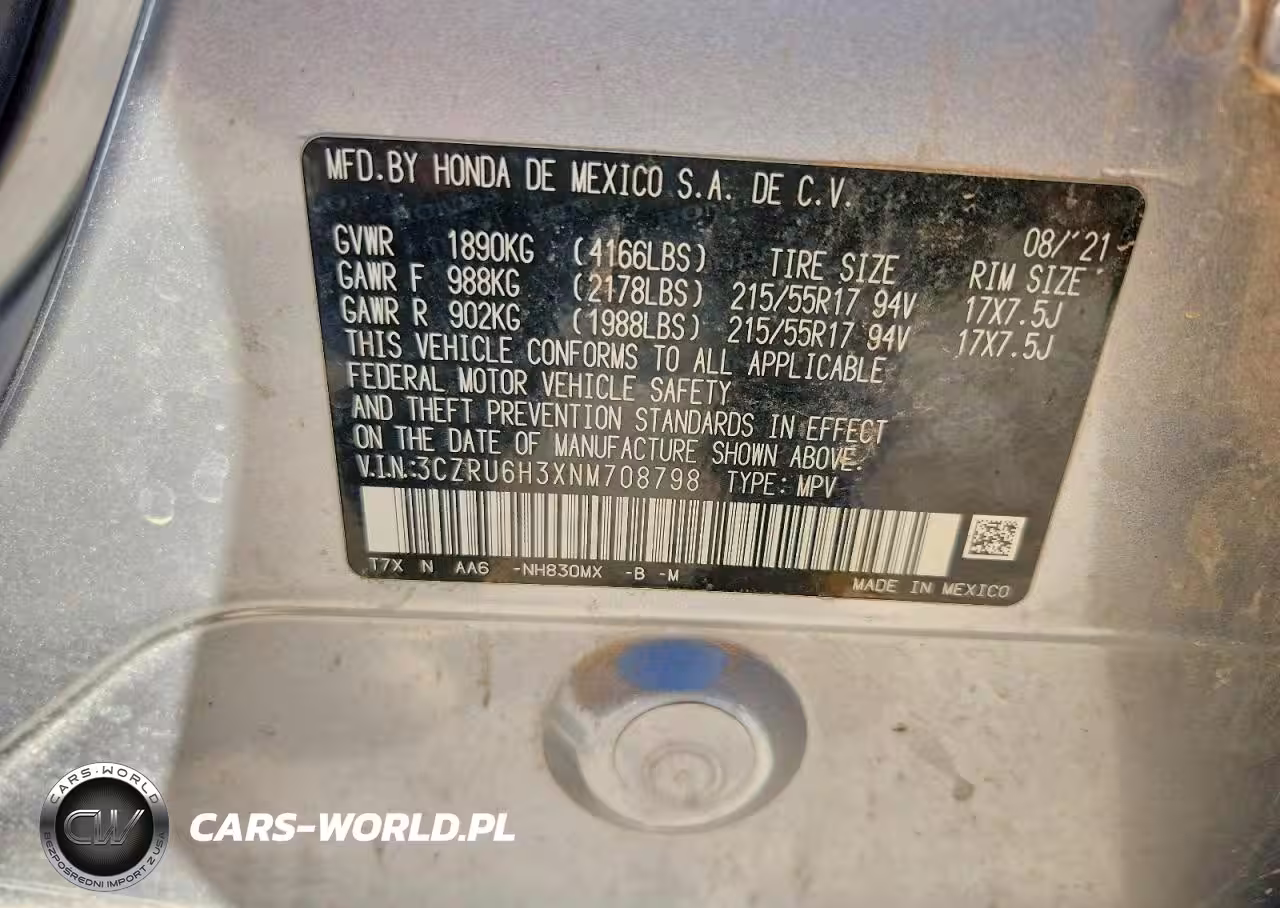 MFD.BY HONDA DE MEXICO S.A. DE C.V.
08/'21
GVWR 1890KG (4166LBS) TIRE SIZE RIM SIZE
GAWR F 988KG (2178LBS) 215/55R17 94V 17X7.5J
GAWR R 902KG (1988LBS) 215/55R17 94V 17X7.5J
THIS VEHICLE CONFORMS TO ALL APPLICABLE
FEDERAL MOTOR VEHICLE SAFETY
AND THEFT PREVENTION STANDARDS IN EFFECT
ON THE DATE OF MANUFACTURE SHOWN ABOVE.
V.I.N.:3CZRU6H3XNM708798 TYPE: MPV
T7X N AA6 -NH830MX -B -M
MADE IN MEXICO
CARS-WORLD
CW
BEZPOŚREDNI IMPORT Z USA
CARS-WORLD.PL